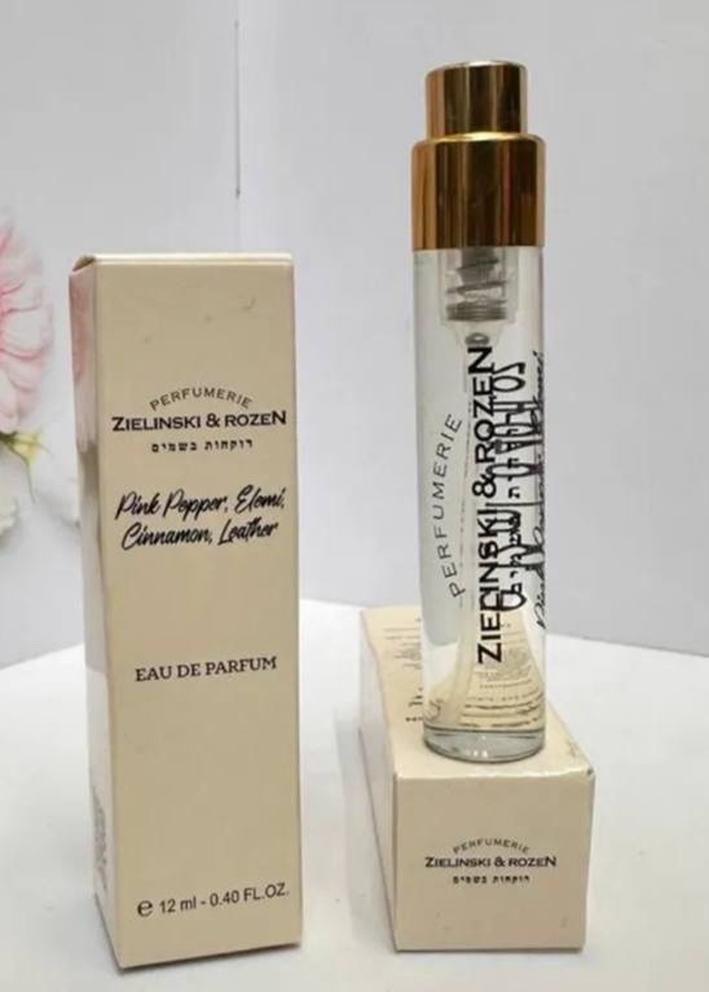 PERFUMERIE
ZIELINSKI & ROZEN
רוקחות בשמים
Pink Pepper, Elemi,
Cinnamon, Leather
EAU DE PARFUM
e 12 ml - 0.40 FL.OZ.
PERFUMERIE
ZIELINSKI & ROZEN
PERFUMERIE
ZIELINSKI & ROZEN
רוקחות בשמים